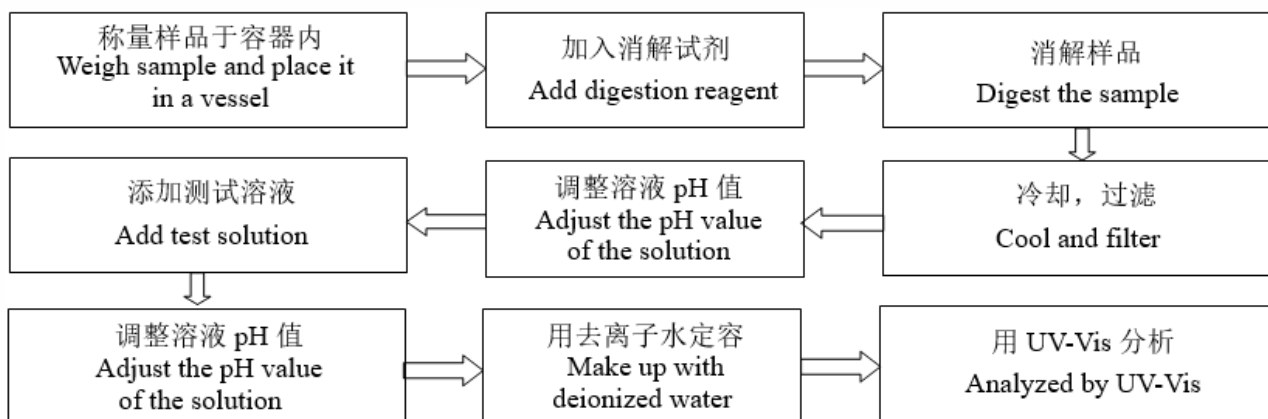 称量样品于容器内
Weigh sample and place it
in a vessel
加入消解试剂
Add digestion reagent
消解样品
Digest the sample
冷却，过滤
Cool and filter
调整溶液 pH 值
Adjust the pH value
of the solution
添加测试溶液
Add test solution
调整溶液 pH 值
Adjust the pH value
of the solution
用去离子水定容
Make up with
deionized water
用 UV-Vis 分析
Analyzed by UV-Vis